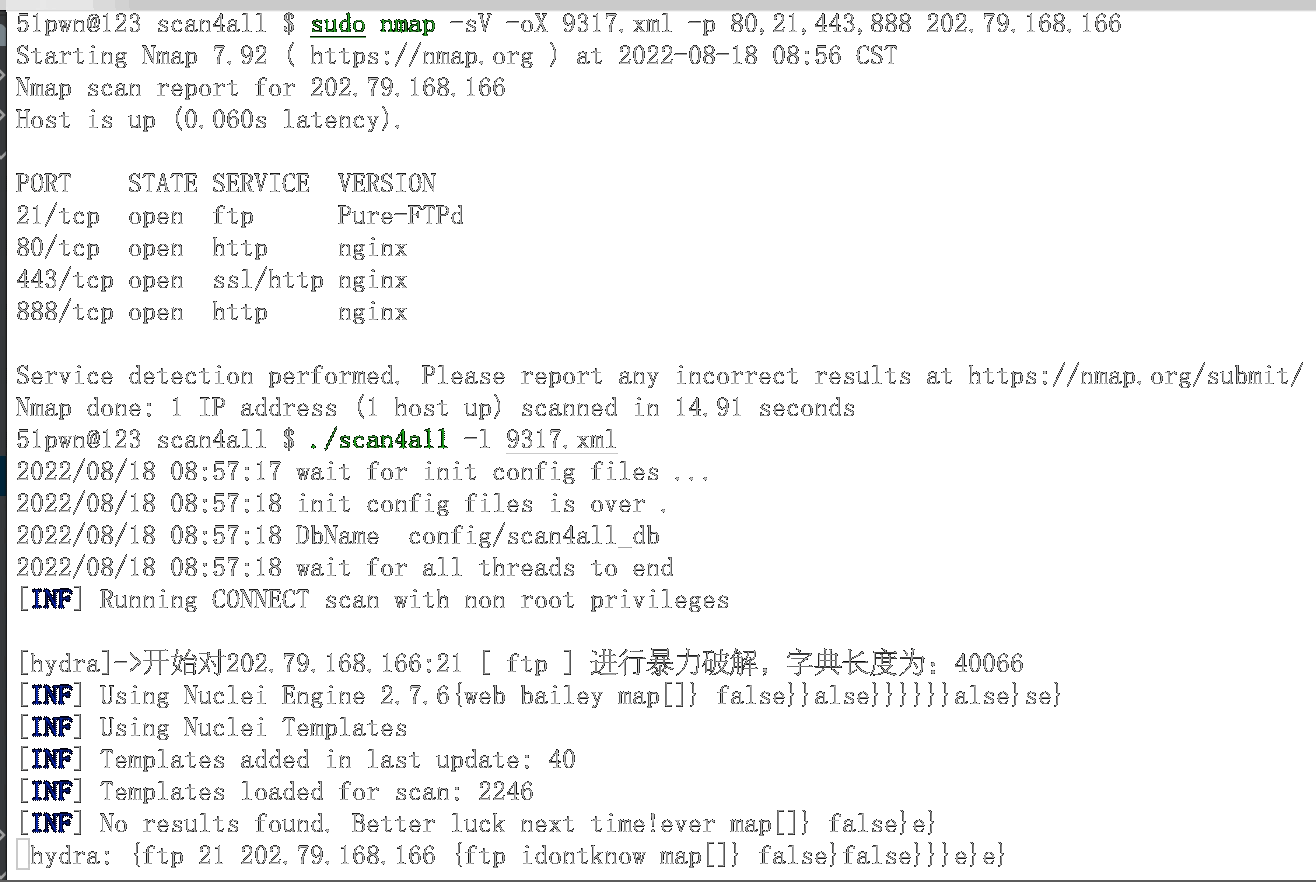 51pwn@123 scan4all $ sudo nmap -sV -oX 9317.xml -p 80,21,443,888 202.79.168.166
Starting Nmap 7.92 ( https://nmap.org ) at 2022-08-18 08:56 CST
Nmap scan report for 202.79.168.166
Host is up (0.060s latency).
PORT    STATE SERVICE  VERSION
21/tcp  open  ftp      Pure-FTPd
80/tcp  open  http     nginx
443/tcp open  ssl/http nginx
888/tcp open  http     nginx
Service detection performed. Please report any incorrect results at https://nmap.org/submit/
Nmap done: 1 IP address (1 host up) scanned in 14.91 seconds
51pwn@123 scan4all $ ./scan4all -l 9317.xml
2022/08/18 08:57:17 wait for init config files ...
2022/08/18 08:57:18 init config files is over .
2022/08/18 08:57:18 DbName  config/scan4all_db
2022/08/18 08:57:18 wait for all threads to end
[INF] Running CONNECT scan with non root privileges
[hydra]->开始对202.79.168.166:21 [ ftp ] 进行暴力破解，字典长度为：40066
[INF] Using Nuclei Engine 2.7.6{web bailey map[]} false}}alse}}}}}}alse}se}
[INF] Using Nuclei Templates
[INF] Templates added in last update: 40
[INF] Templates loaded for scan: 2246
[INF] No results found. Better luck next time!ever map[]} false}e}
hydra: {ftp 21 202.79.168.166 {ftp idontknow map[]} false}false}}}e}e}